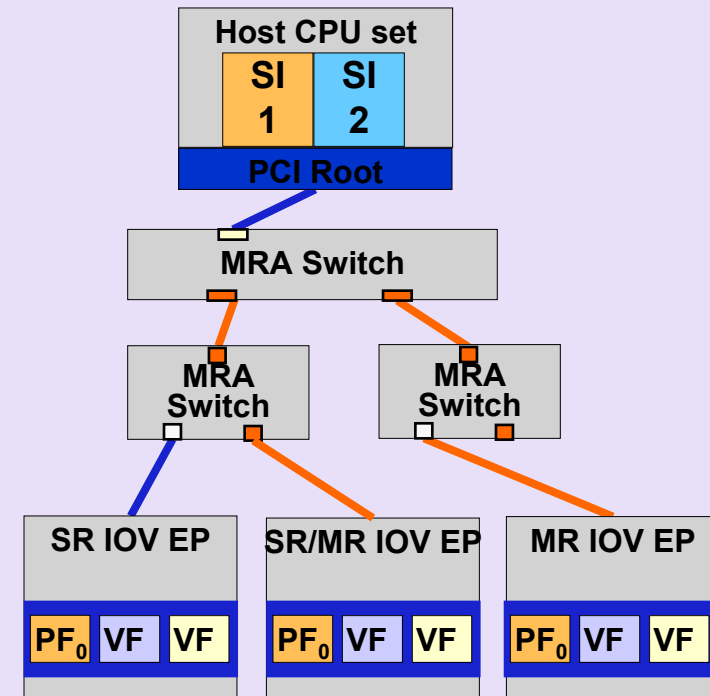 Host CPU set
SI SI
1 2
PCI Root
MRA Switch
MRA MRA
Switch Switch
SR IOV EP SR/MR IOV EP MR IOV EP
PF0 VF VF PF0 VF VF PF0 VF VF